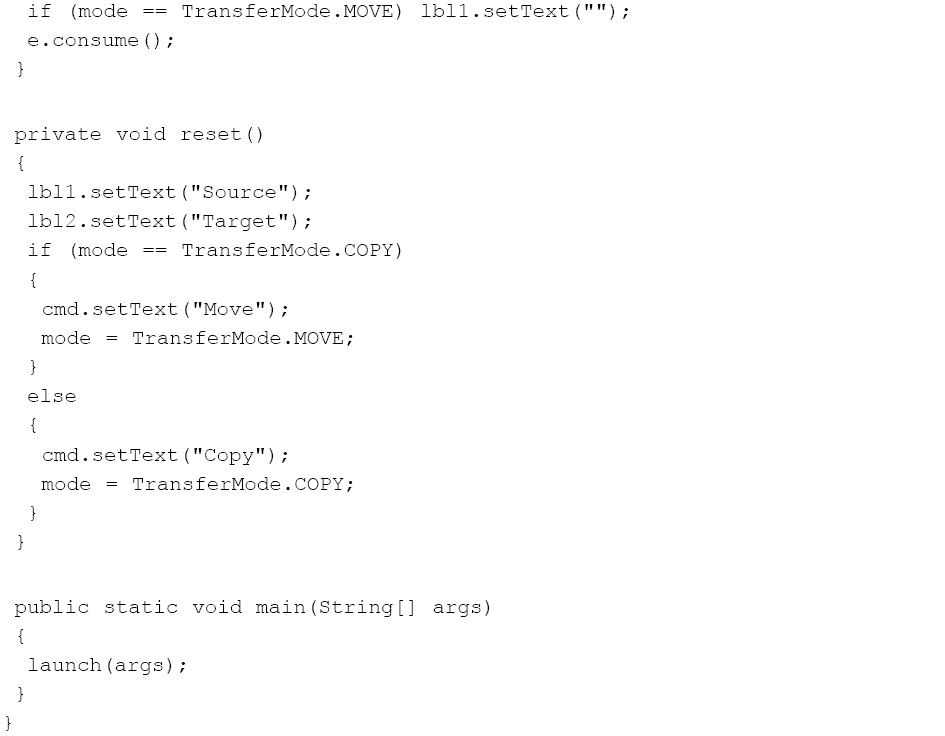 if (mode == TransferMode.MOVE) lbl1.setText("");
e.consume();
}
private void reset()
{
lbl1.setText("Source");
lbl2.setText("Target");
if (mode == TransferMode.COPY)
{
cmd.setText("Move");
mode = TransferMode.MOVE;
}
else
{
cmd.setText("Copy");
mode = TransferMode.COPY;
}
}
public static void main(String[] args)
{
launch(args);
}
}